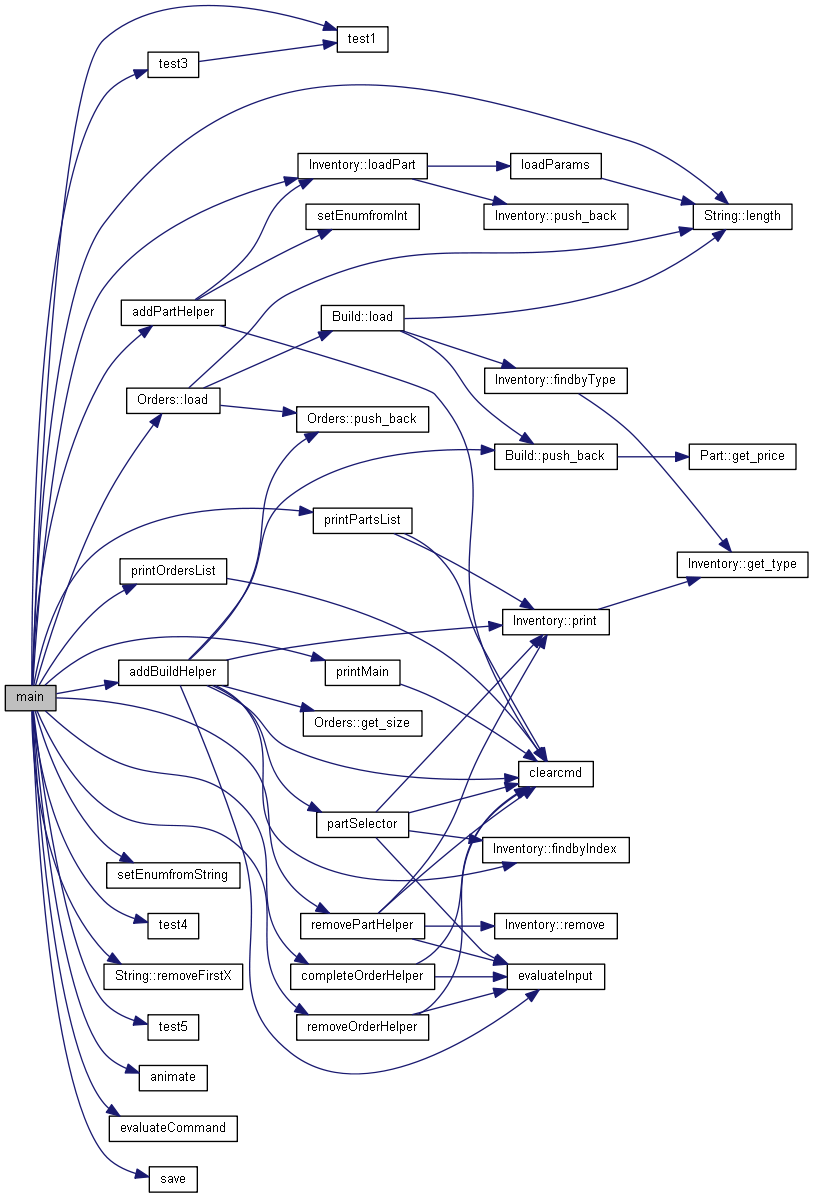 test1
test3
Inventory::loadPart
loadParams
setEnumfromInt
Inventory::push_back
String::length
addPartHelper
Build::load
Inventory::findbyType
Orders::load
Orders::push_back
Build::push_back
Part::get_price
printPartsList
printOrdersList
Inventory::get_type
Inventory::print
addBuildHelper
printMain
main
Orders::get_size
clearcmd
partSelector
Inventory::findbyIndex
setEnumfromString
test4
removePartHelper
Inventory::remove
String::removeFirstX
completeOrderHelper
evaluateInput
test5
removeOrderHelper
animate
evaluateCommand
save